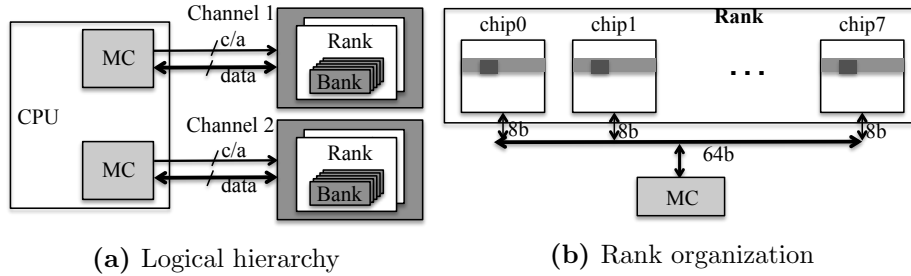 Channel 1
MC
c/a
data
Rank
Bank
CPU
Channel 2
MC
c/a
data
Rank
Bank
(a) Logical hierarchy
Rank
chip0 chip1 chip7
...
8b 8b 8b
64b
MC
(b) Rank organization